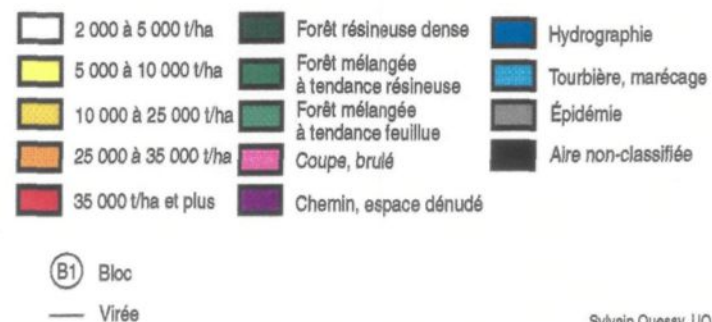 2 000 à 5 000 t/ha
5 000 à 10 000 t/ha
10 000 à 25 000 t/ha
25 000 à 35 000 t/ha
35 000 t/ha et plus
Forêt résineuse dense
Forêt mélangée
à tendance résineuse
Forêt mélangée
à tendance feuillue
Coupe, brulé
Chemin, espace dénudé
Hydrographie
Tourbière, marécage
Épidémie
Aire non-classifiée
B1 Bloc
Virée
Sylvain Quessy, UQ